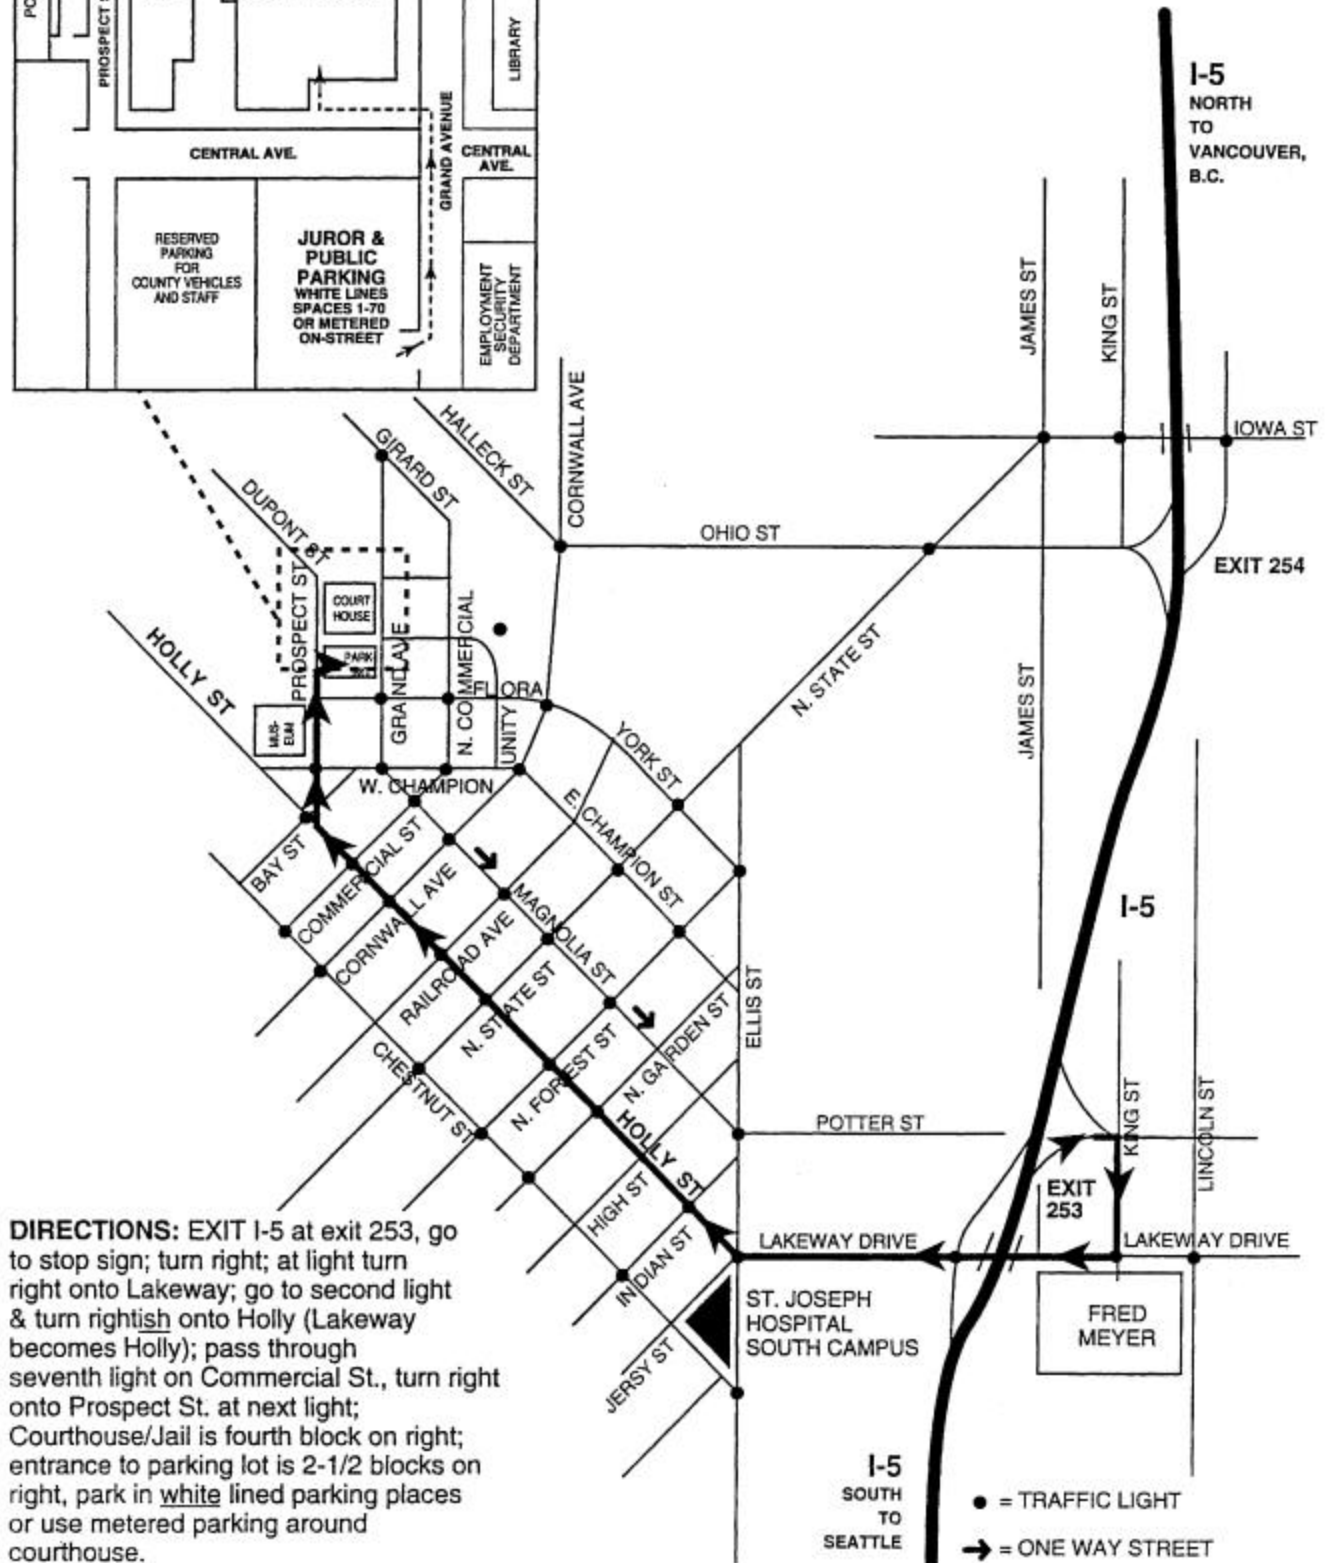 PROSPECT
LIBRARY
CENTRAL AVE.
GRAND AVENUE
CENTRAL
AVE.
RESERVED
PARKING
FOR
COUNTY VEHICLES
AND STAFF
JUROR &
PUBLIC
PARKING
WHITE LINES
SPACES 1-70
OR METERED
ON-STREET
EMPLOYMENT
SECURITY
DEPARTMENT
I-5
NORTH
TO
VANCOUVER,
B.C.
JAMES ST
KING ST
IOWA ST
HALLECK ST
CORNWALL AVE
GIRARD ST
DUPONT ST
OHIO ST
EXIT 254
PROSPECT ST
COURT
HOUSE
PARK
GRAND AVE
N. COMMERCIAL
HOLLY ST
FLORA
UNITY
MUS-
EUM
YORK ST
N. STATE ST
JAMES ST
W. CHAMPION
E. CHAMPION ST
BAY ST
COMMERCIAL ST
CORNWALL AVE
MAGNOLIA ST
RAILROAD AVE
I-5
N. STATE ST
CHESTNUT ST
N. FOREST ST
N. GARDEN ST
ELLIS ST
HOLLY ST
POTTER ST
KING ST
LINCOLN ST
EXIT
253
HIGH ST
INDIAN ST
LAKEWAY DRIVE
LAKEWAY DRIVE
ST. JOSEPH
HOSPITAL
SOUTH CAMPUS
FRED
MEYER
JERSY ST
DIRECTIONS: EXIT I-5 at exit 253, go
to stop sign; turn right; at light turn
right onto Lakeway; go to second light
& turn rightish onto Holly (Lakeway
becomes Holly); pass through
seventh light on Commercial St., turn right
onto Prospect St. at next light;
Courthouse/Jail is fourth block on right;
entrance to parking lot is 2-1/2 blocks on
right, park in white lined parking places
or use metered parking around
courthouse.
I-5
SOUTH
TO
SEATTLE
= TRAFFIC LIGHT
= ONE WAY STREET